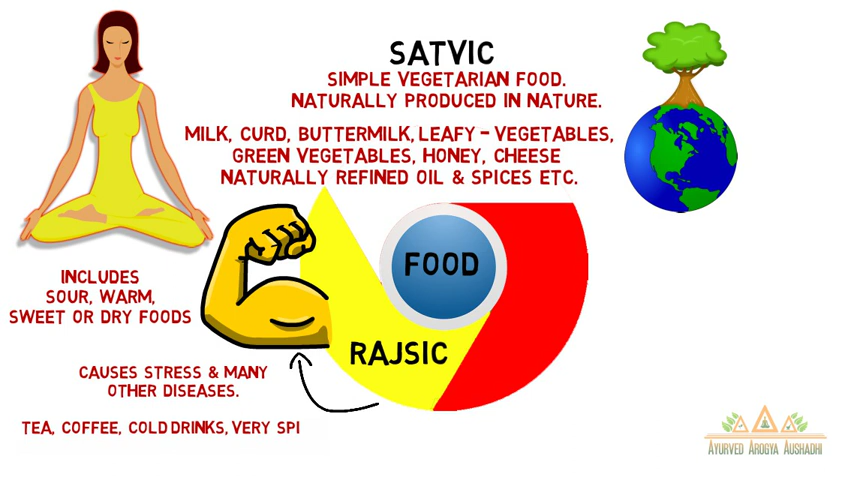 SATVIC
SIMPLE VEGETARIAN FOOD.
NATURALLY PRODUCED IN NATURE.
MILK, CURD, BUTTERMILK, LEAFY - VEGETABLES,
GREEN VEGETABLES, HONEY, CHEESE
NATURALLY REFINED OIL & SPICES ETC.
FOOD
RAJSIC
INCLUDES
SOUR, WARM,
SWEET OR DRY FOODS
CAUSES STRESS & MANY
OTHER DISEASES.
TEA, COFFEE, COLD DRINKS, VERY SPI
AYURVED AROGYA AUSHADHI